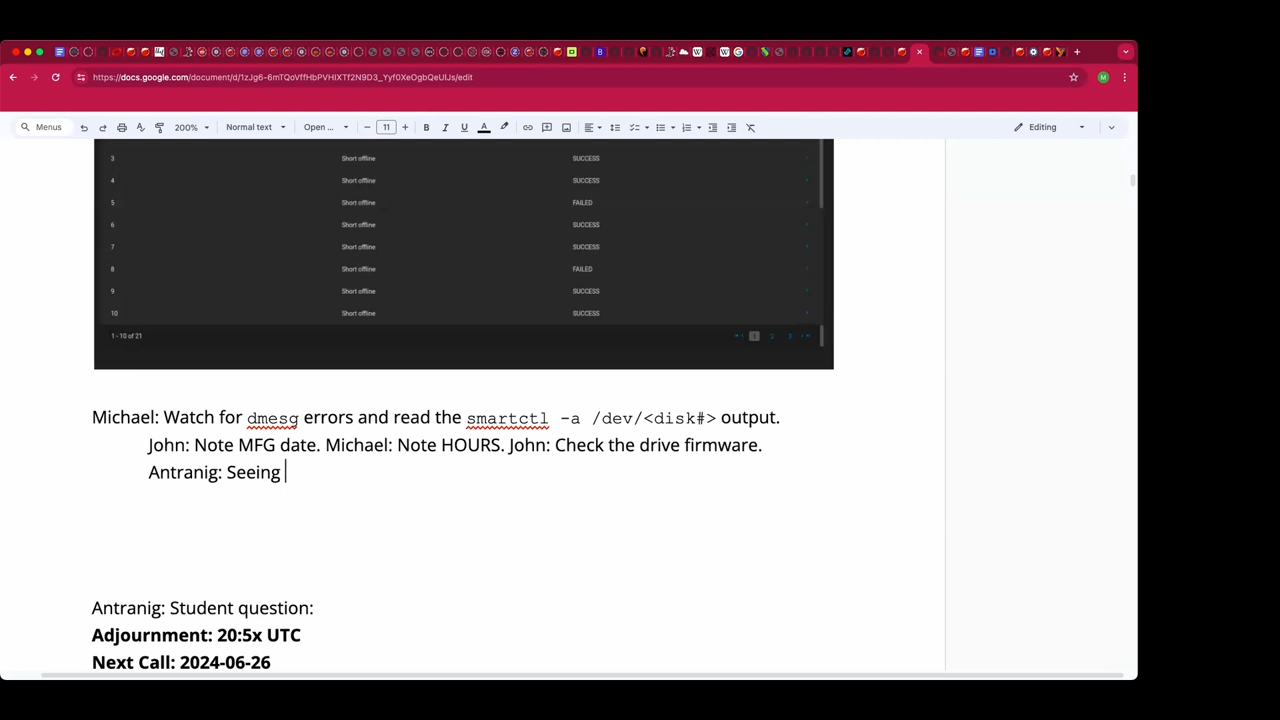 https://docs.google.com/document/d/1zJg6-6mTQoVffHbPVHIXTf2N9D3_Yyf0XeOgbQeUIJs/edit
Menus 200% Normal text Open ... 11 Editing
3 Short offline SUCCESS
4 Short offline SUCCESS
5 Short offline FAILED
6 Short offline SUCCESS
7 Short offline SUCCESS
8 Short offline FAILED
9 Short offline SUCCESS
10 Short offline SUCCESS
1 - 10 of 21 1 2 3
Michael: Watch for dmesg errors and read the smartctl -a /dev/<disk#> output.
John: Note MFG date. Michael: Note HOURS. John: Check the drive firmware.
Antranig: Seeing
Antranig: Student question:
Adjournment: 20:5x UTC
Next Call: 2024-06-26